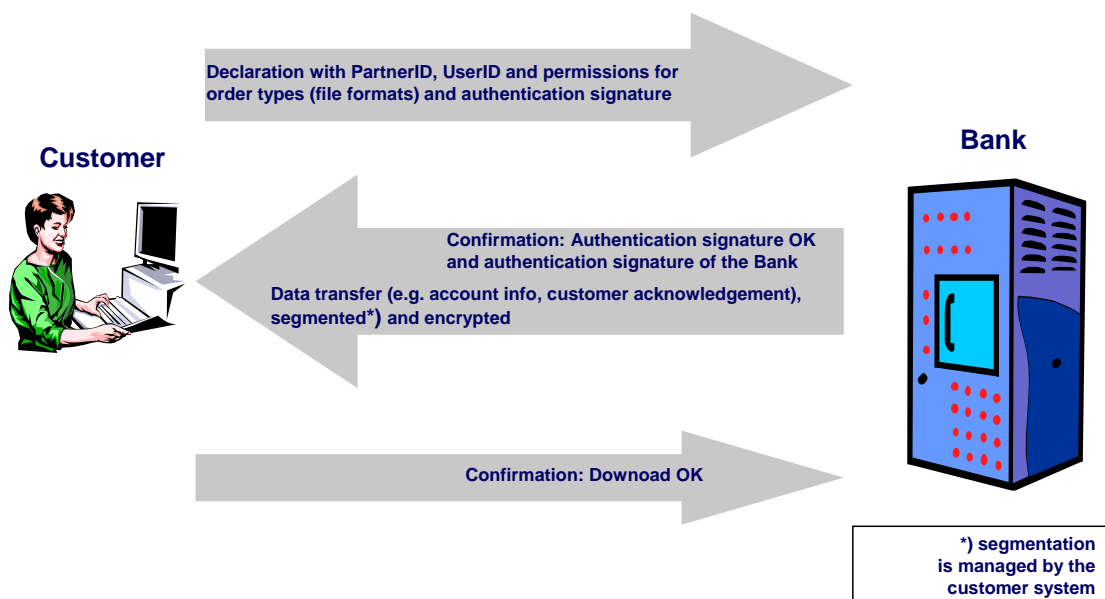 Declaration with PartnerID, UserID and permissions for
order types (file formats) and authentication signature
Customer
Bank
Confirmation: Authentication signature OK
and authentication signature of the Bank
Data transfer (e.g. account info, customer acknowledgement),
segmented*) and encrypted
Confirmation: Downoad OK
*) segmentation
is managed by the
customer system